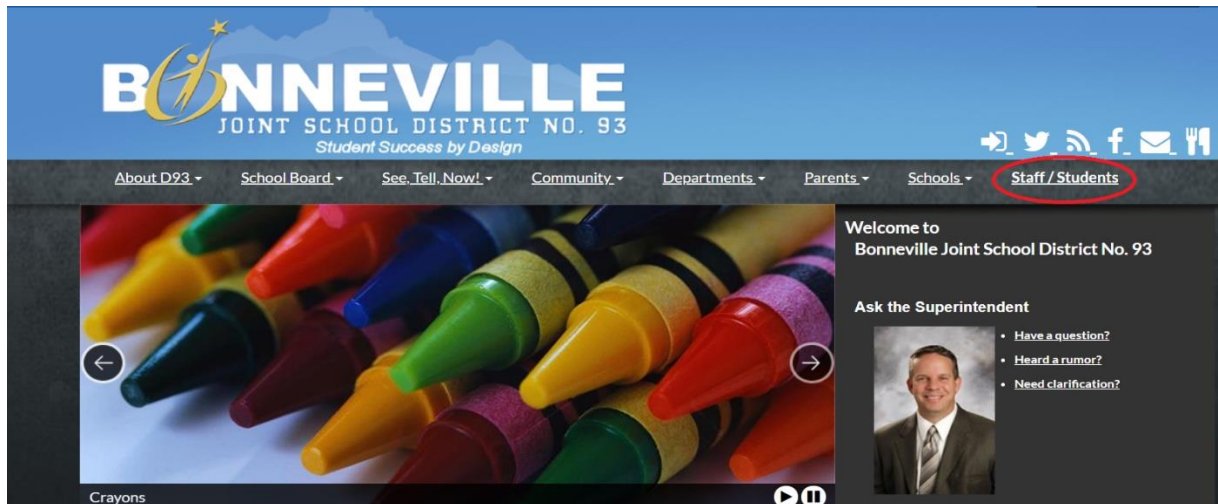 BONNEVILLE
JOINT SCHOOL DISTRICT NO. 93
Student Success by Design
About D93 School Board See, Tell, Now! Community Departments Parents Schools Staff / Students
Welcome to
Bonneville Joint School District No. 93
Ask the Superintendent
Have a question?
Heard a rumor?
Need clarification?
Crayons